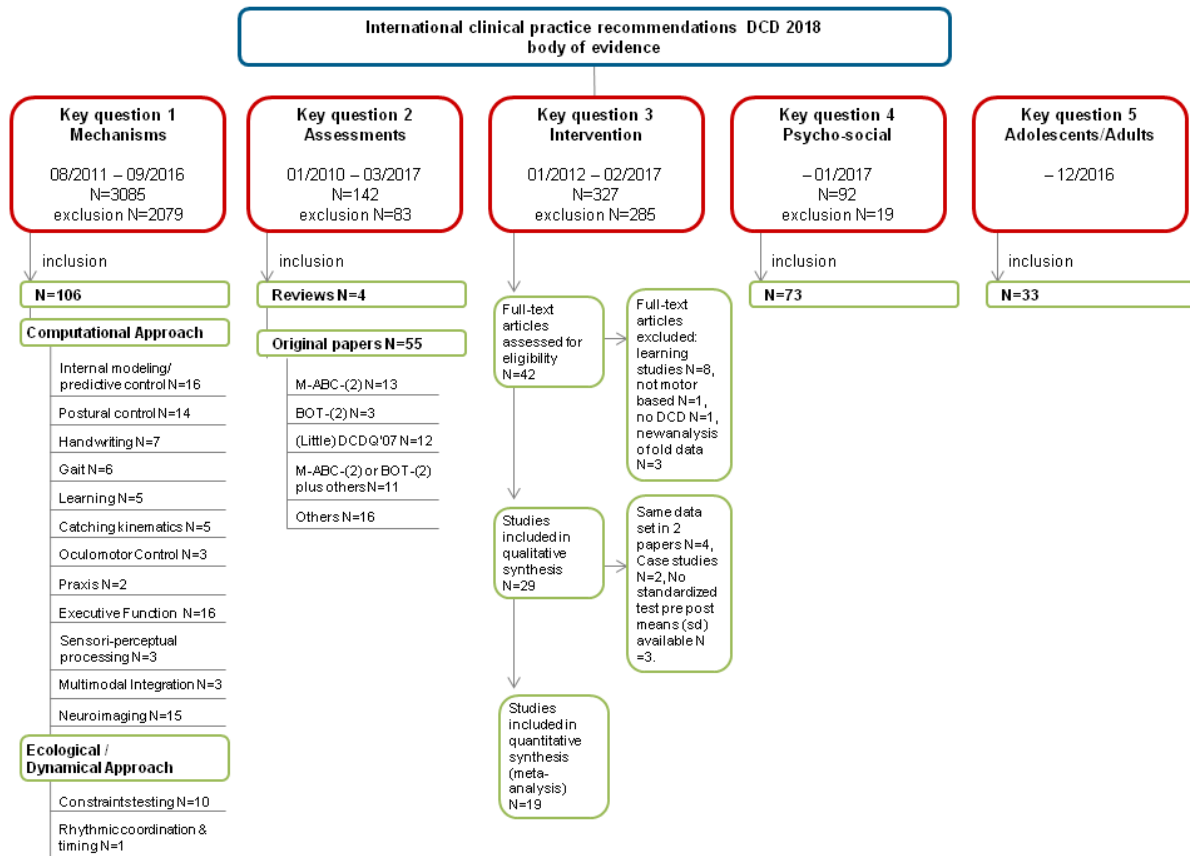 International clinical practice recommendations DCD 2018
body of evidence
Key question 1
Mechanisms
08/2011 – 09/2016
N=3085
exclusion N=2079
Key question 2
Assessments
01/2010 – 03/2017
N=142
exclusion N=83
Key question 3
Intervention
01/2012 – 02/2017
N=327
exclusion N=285
Key question 4
Psycho-social
– 01/2017
N=92
exclusion N=19
Key question 5
Adolescents/Adults
– 12/2016
inclusion
N=106
Computational Approach
Internal modeling/
predictive control N=16
Postural control N=14
Handwriting N=7
Gait N=6
Learning N=5
Catching kinematics N=5
Oculomotor Control N=3
Praxis N=2
Executive Function N=16
Sensori-perceptual
processing N=3
Multimodal Integration N=3
Neuroimaging N=15
Ecological /
Dynamical Approach
Constraints testing N=10
Rhythmic coordination &
timing N=1
inclusion
Reviews N=4
Original papers N=55
M-ABC-(2) N=13
BOT-(2) N=3
(Little) DCDQ'07 N=12
M-ABC-(2) or BOT-(2)
plus others N=11
Others N=16
Full-text
articles
assessed for
eligibility
N=42
Full-text
articles
excluded:
learning
studies N=8,
not motor
based N=1,
no DCD N=1,
newanalysis
of old data
N=3
Studies
included in
qualitative
synthesis
N=29
Same data
set in 2
papers N=4,
Case studies
N=2, No
standardized
test pre post
means (sd)
available N
=3.
Studies
included in
quantitative
synthesis
(meta-
analysis)
N=19
inclusion
N=73
inclusion
N=33